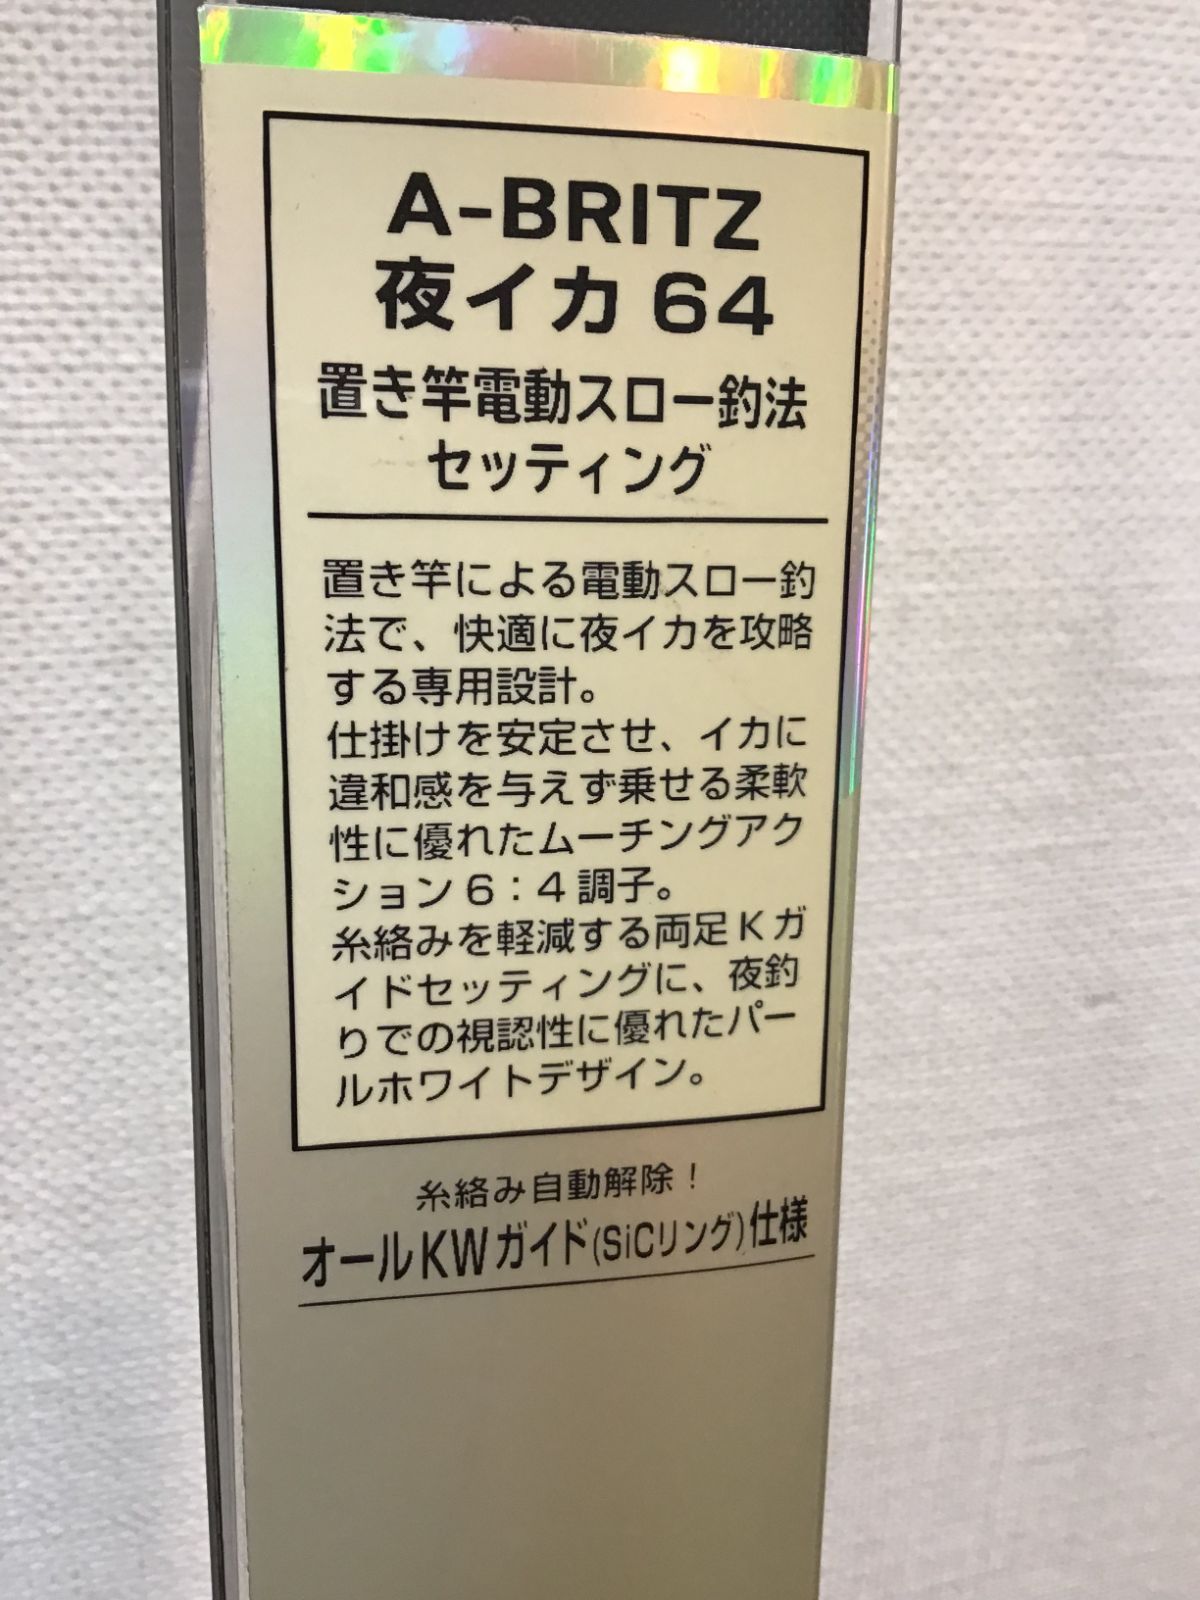 A-BRITZ
夜イカ 64
置き竿電動スロー釣法
セッティング
置き竿による電動スロー釣
法で、快適に夜イカを攻略
する専用設計。
仕掛けを安定させ、イカに
違和感を与えず乗せる柔軟
性に優れたムーチングアク
ション6：4調子。
糸絡みを軽減する両足Kガ
イドセッティングに、夜釣
りでの視認性に優れたパー
ルホワイトデザイン。
糸絡み自動解除！
オールKWガイド(SiCリング)仕様